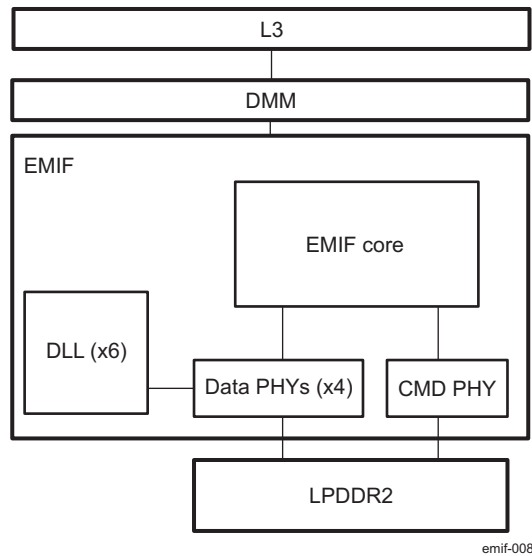 L3
DMM
EMIF
EMIF core
DLL (x6)
Data PHYs (x4)
CMD PHY
LPDDR2
emif-008